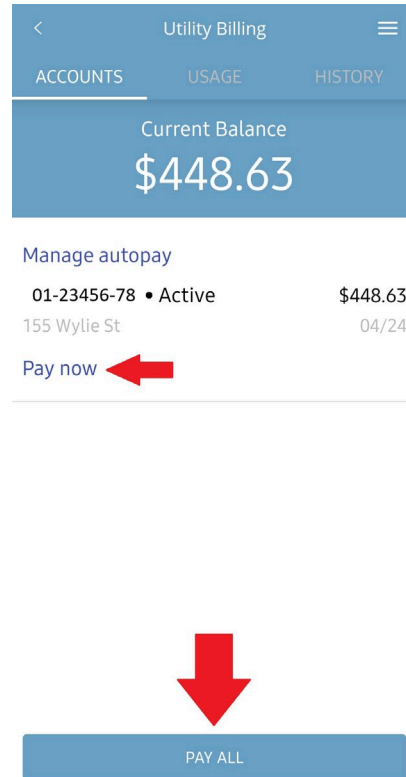 Utility Billing
ACCOUNTS USAGE HISTORY
Current Balance
$448.63
Manage autopay
01-23456-78 • Active $448.63
155 Wylie St 04/24
Pay now
PAY ALL